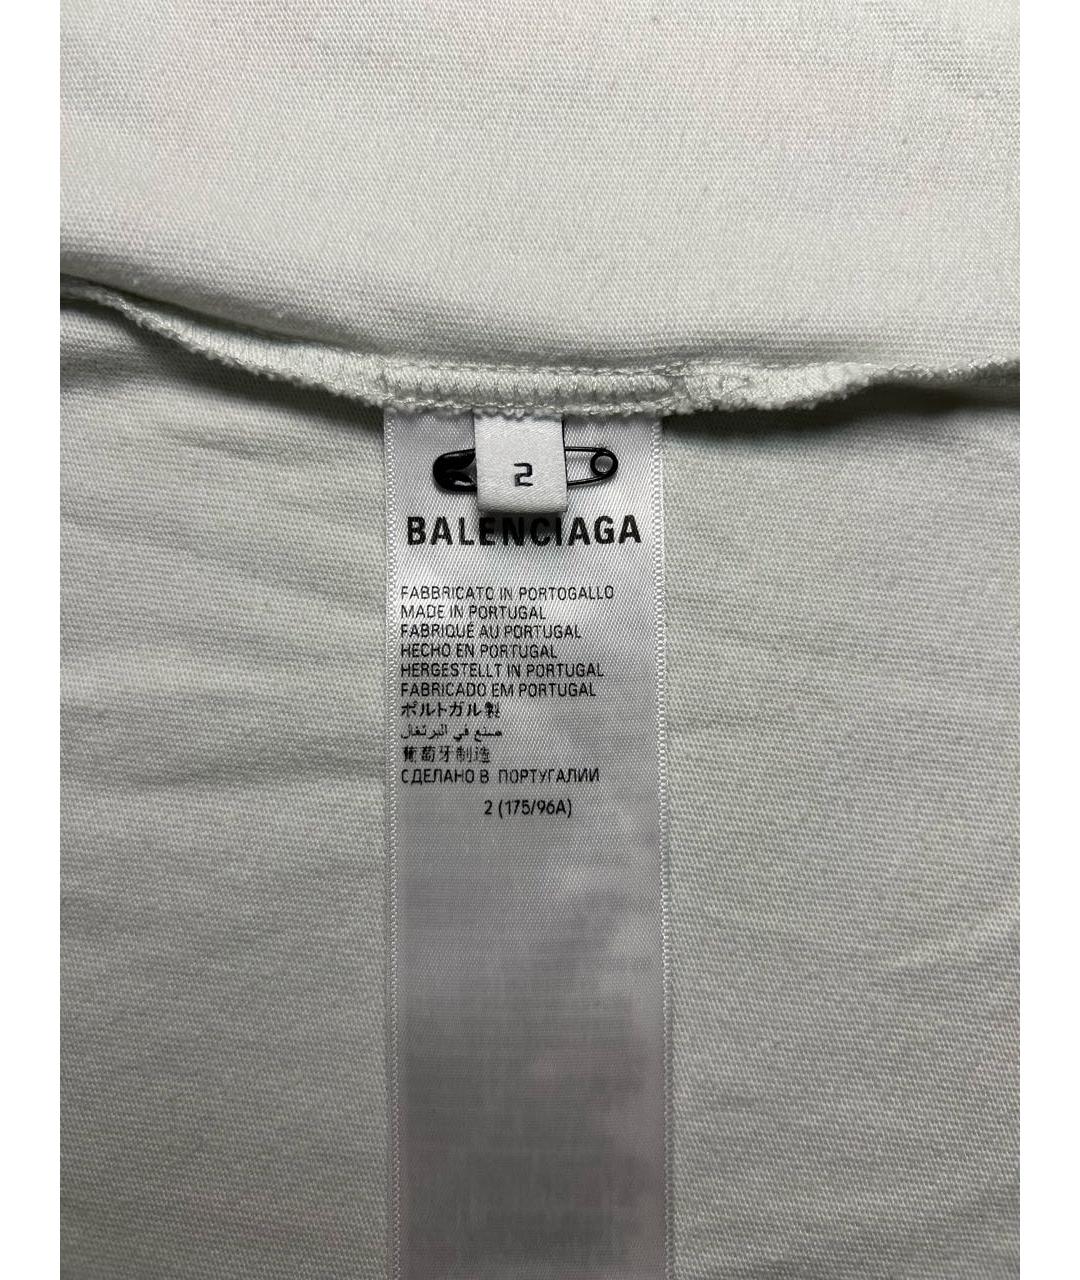 2
BALENCIAGA
FABBRICATO IN PORTOGALLO
MADE IN PORTUGAL
FABRIQUÉ AU PORTUGAL
HECHO EN PORTUGAL
HERGESTELLT IN PORTUGAL
FABRICADO EM PORTUGAL
ポルトガル製
صنع في البرتغال
葡萄牙制造
СДЕЛАНО В ПОРТУГАЛИИ
2 (175/96A)